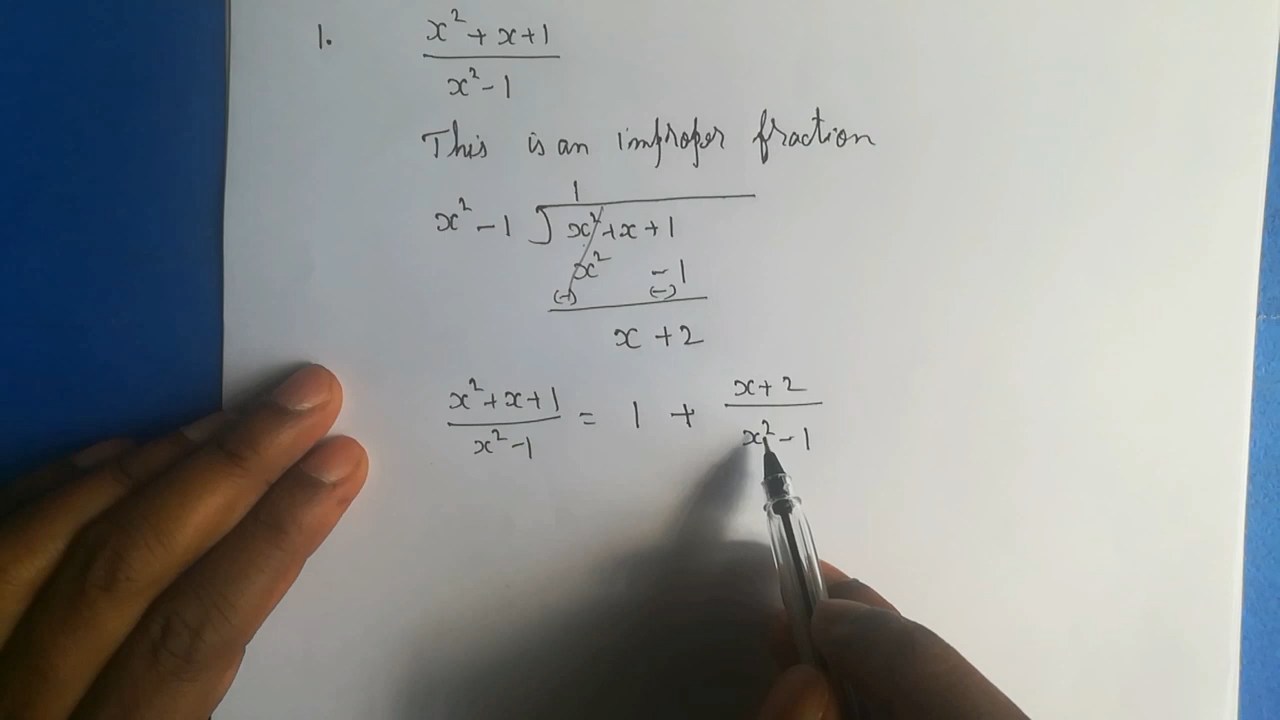 1. x² + x + 1
x² - 1
This is an improper fraction
1
x² - 1 ) x² + x + 1
x² - 1
(-) (-)
x + 2
x² + x + 1 / x² - 1 = 1 + x + 2 / x² - 1